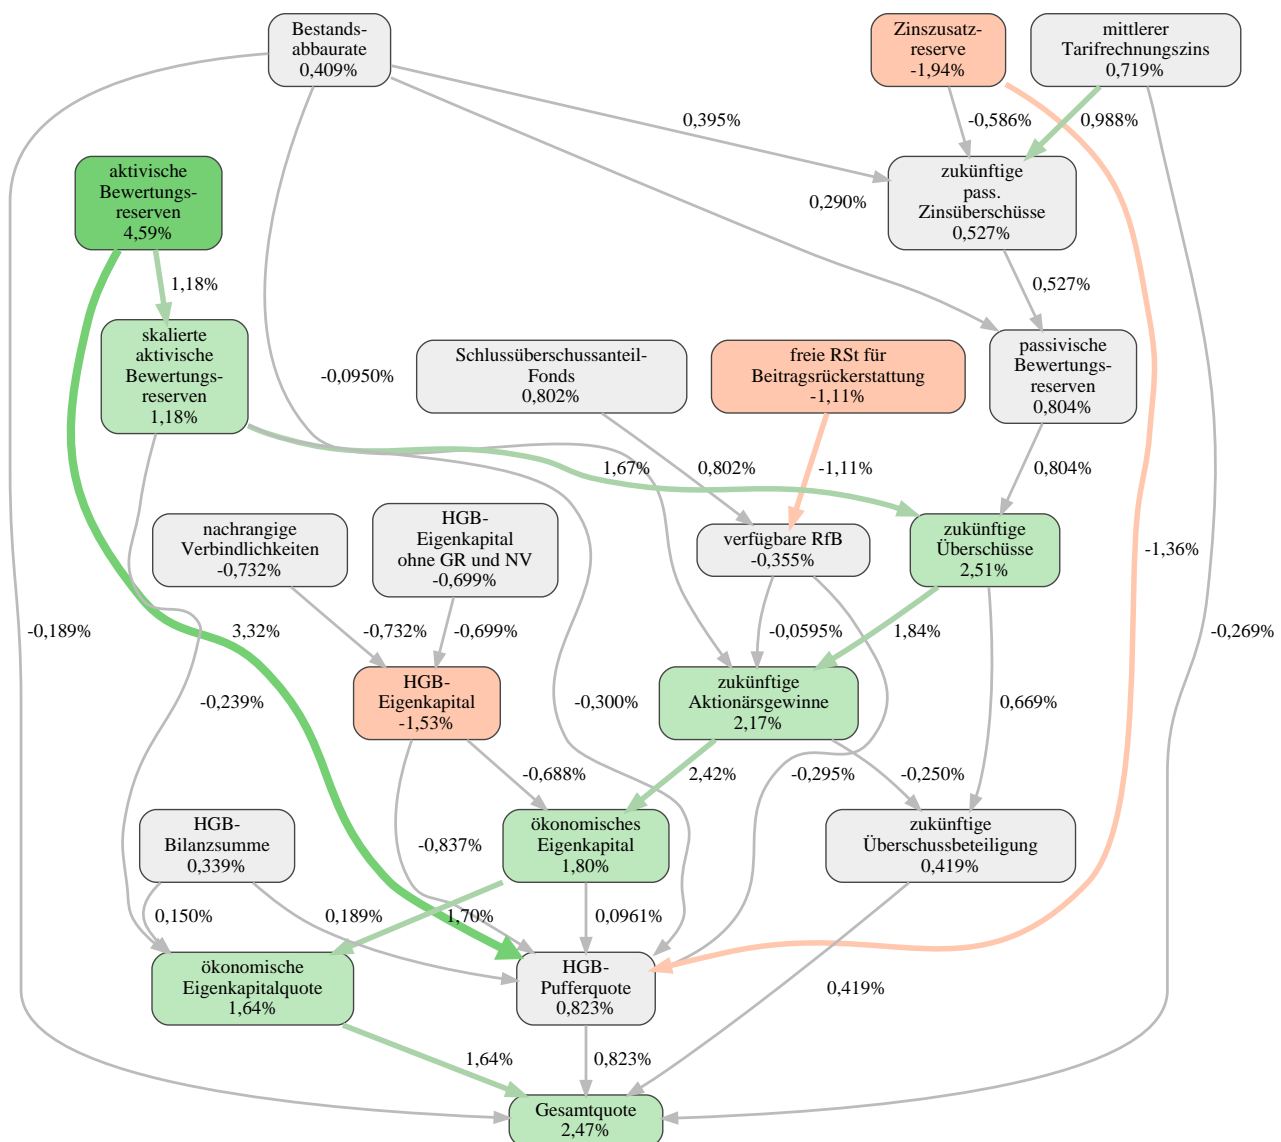 Bestands-
abbaurate
0,409%
Zinszusatz-
reserve
-1,94%
mittlerer
Tarifrechnungszins
0,719%
0,395%
-0,586%
0,988%
aktivische
Bewertungs-
reserven
4,59%
zukünftige
pass.
Zinsüberschüsse
0,527%
0,290%
1,18%
0,527%
skalierte
aktivische
Bewertungs-
reserven
1,18%
Schlussüberschussanteil-
Fonds
0,802%
freie RSt für
Beitragsrückerstattung
-1,11%
passivische
Bewertungs-
reserven
0,804%
-0,0950%
1,67%
0,802%
-1,11%
0,804%
nachrangige
Verbindlichkeiten
-0,732%
HGB-
Eigenkapital
ohne GR und NV
-0,699%
verfügbare RfB
-0,355%
zukünftige
Überschüsse
2,51%
-1,36%
-0,189%
3,32%
-0,732%
-0,699%
-0,0595%
1,84%
-0,269%
HGB-
Eigenkapital
-1,53%
zukünftige
Aktionärsgewinne
2,17%
-0,239%
-0,300%
0,669%
-0,688%
2,42%
-0,295%
-0,250%
HGB-
Bilanzsumme
0,339%
ökonomisches
Eigenkapital
1,80%
zukünftige
Überschussbeteiligung
0,419%
-0,837%
0,150%
0,189%
1,70%
0,0961%
ökonomische
Eigenkapitalquote
1,64%
HGB-
Pufferquote
0,823%
0,419%
1,64%
0,823%
Gesamtquote
2,47%